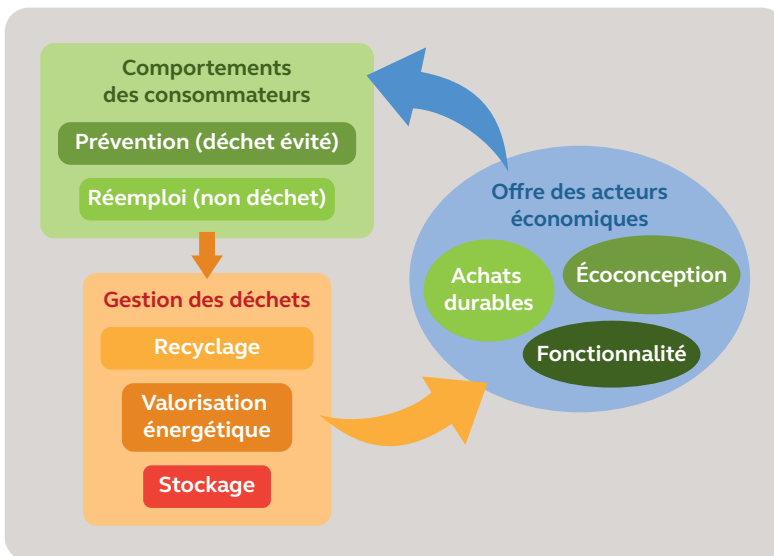 Comportements
des consommateurs
Prévention (déchet évité)
Réemploi (non déchet)
Gestion des déchets
Recyclage
Valorisation
énergétique
Stockage
Offre des acteurs
économiques
Achats
durables
Écoconception
Fonctionnalité